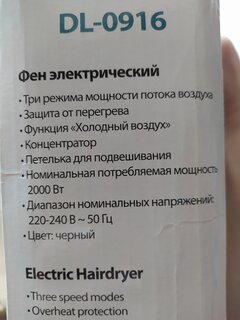 DL-0916
Фен электрический
• Три режима мощности потока воздуха
• Защита от перегрева
• Функция «Холодный воздух»
• Концентратор
• Петелька для подвешивания
• Номинальная потребляемая мощность
2000 Вт
• Диапазон номинальных напряжений:
220-240 В ~ 50 Гц
• Цвет: черный
Electric Hairdryer
• Three speed modes
• Overheat protection